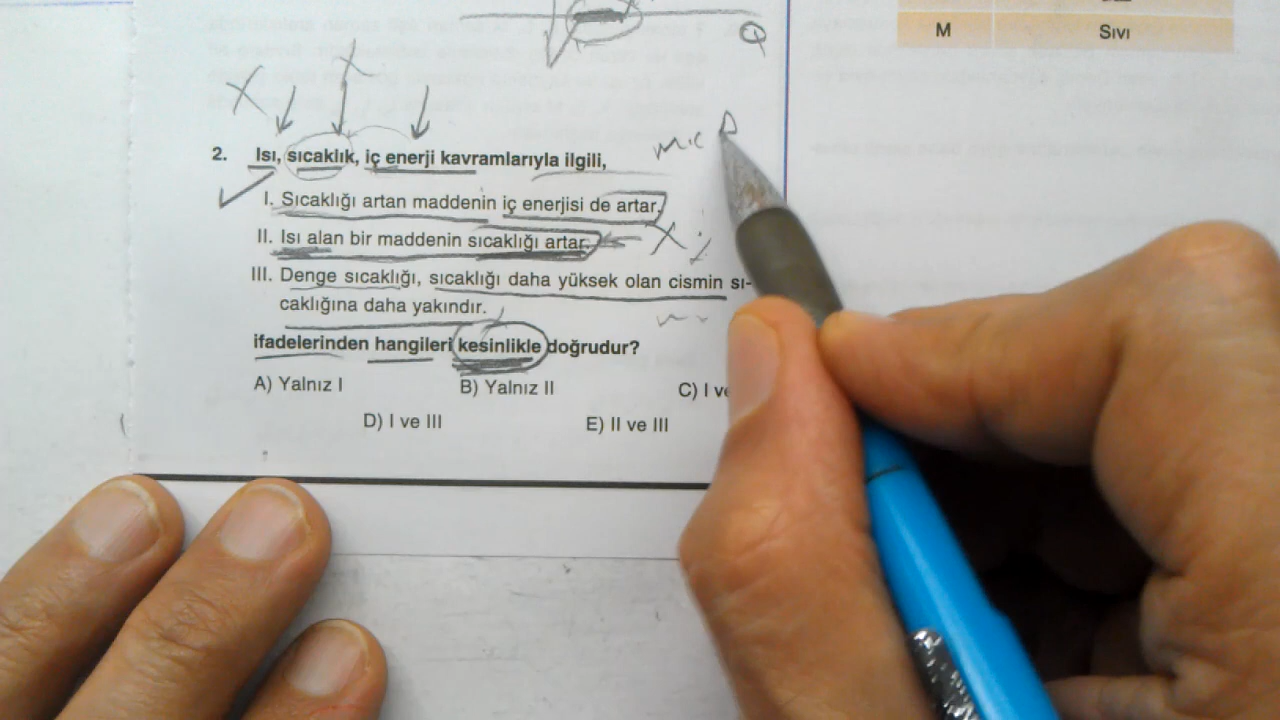 Q
M Sıvı
2. Isı, sıcaklık, iç enerji kavramlarıyla ilgili,
I. Sıcaklığı artan maddenin iç enerjisi de artar.
II. Isı alan bir maddenin sıcaklığı artar.
III. Denge sıcaklığı, sıcaklığı daha yüksek olan cismin sı-
caklığına daha yakındır.
ifadelerinden hangileri kesinlikle doğrudur?
A) Yalnız I B) Yalnız II C) I
D) I ve III E) II ve III